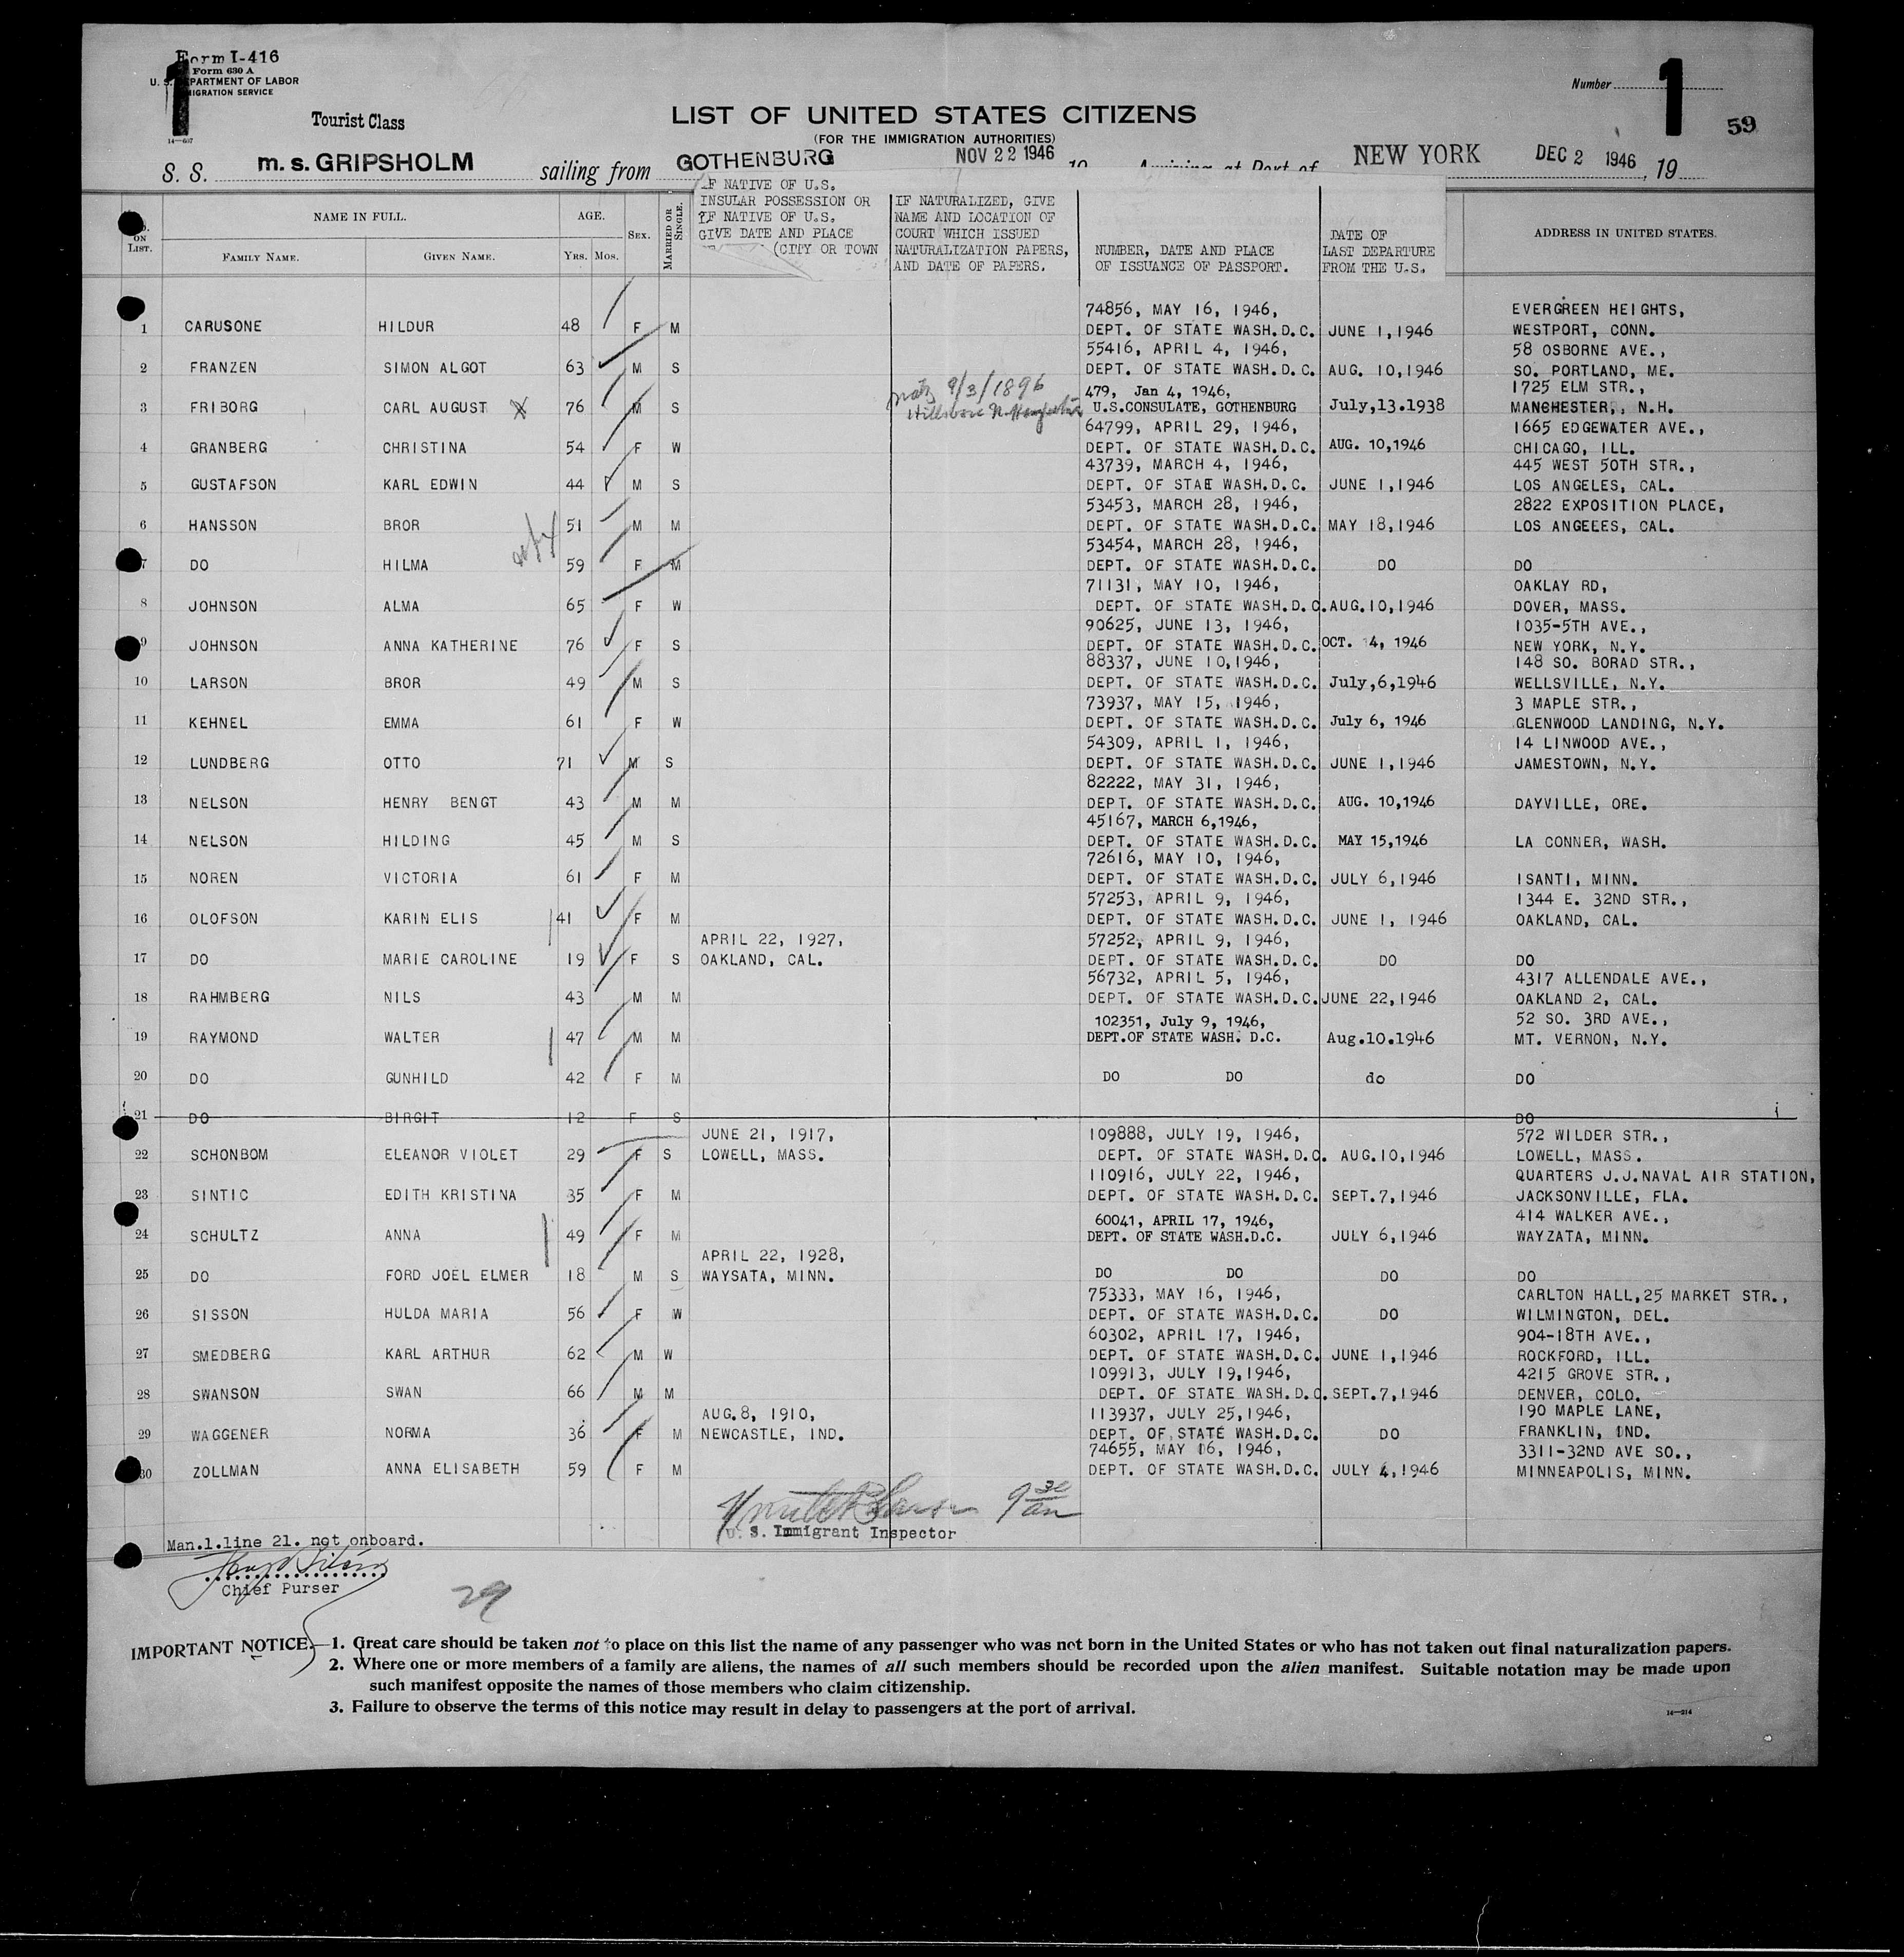 Form I-416
Form 630 A
U. S. DEPARTMENT OF LABOR
IMMIGRATION SERVICE
1
14—607
Tourist Class
LIST OF UNITED STATES CITIZENS
(FOR THE IMMIGRATION AUTHORITIES)
Number 1
59
S. S. m. s. GRIPSHOLM sailing from GOTHENBURG NOV 22 1946 19 Arriving at Port of NEW YORK DEC 2 1946, 19
ON LIST. NAME IN FULL. FAMILY NAME. GIVEN NAME. AGE. YRS. MOS. SEX. MARRIED OR SINGLE.
IF NATIVE OF U.S.
INSULAR POSSESSION OR
IF NATIVE OF U.S.
GIVE DATE AND PLACE
(CITY OR TOWN
IF NATURALIZED, GIVE
NAME AND LOCATION OF
COURT WHICH ISSUED
NATURALIZATION PAPERS,
AND DATE OF PAPERS.
NUMBER, DATE AND PLACE
OF ISSUANCE OF PASSPORT.
DATE OF
LAST DEPARTURE
FROM THE U.S.
ADDRESS IN UNITED STATES.
74856, MAY 16, 1946, EVERGREEN HEIGHTS,
1 CARUSONE HILDUR 48 F M DEPT. OF STATE WASH.D.C. JUNE 1,1946 WESTPORT, CONN.
55416, APRIL 4, 1946, 58 OSBORNE AVE.,
2 FRANZEN SIMON ALGOT 63 M S DEPT. OF STATE WASH.D.C. AUG. 10,1946 SO. PORTLAND, ME.
natz 9/3/1896 479, Jan 4, 1946, 1725 ELM STR.,
3 FRIBORG CARL AUGUST X 76 M S Hillsboro N. Hampshire U.S.CONSULATE, GOTHENBURG July,13.1938 MANCHESTER,, N.H.
64799, APRIL 29, 1946, 1665 EDGEWATER AVE.,
4 GRANBERG CHRISTINA 54 F W DEPT. OF STATE WASH.D.C. AUG. 10,1946 CHICAGO, ILL.
43739, MARCH 4, 1946, 445 WEST 50TH STR.,
5 GUSTAFSON KARL EDWIN 44 M S DEPT. OF STAE WASH.D.C. JUNE 1,1946 LOS ANGELES, CAL.
53453, MARCH 28, 1946, 2822 EXPOSITION PLACE,
6 HANSSON BROR 51 M M DEPT. OF STATE WASH.D.C. MAY 18,1946 LOS ANGELES, CAL.
53454, MARCH 28, 1946,
7 DO HILMA 59 F M DEPT. OF STATE WASH.D.C. DO DO
71131, MAY 10, 1946, OAKLAY RD,
8 JOHNSON ALMA 65 F W DEPT. OF STATE WASH.D.C. AUG.10,1946 DOVER, MASS.
90625, JUNE 13, 1946, 1035-5TH AVE.,
9 JOHNSON ANNA KATHERINE 76 F S DEPT. OF STATE WASH.D.C. OCT. 4, 1946 NEW YORK, N.Y.
88337, JUNE 10,1946, 148 SO. BORAD STR.,
10 LARSON BROR 49 M S DEPT. OF STATE WASH.D.C. July,6,1946 WELLSVILLE, N.Y.
73937, MAY 15, 1946, 3 MAPLE STR.,
11 KEHNEL EMMA 61 F W DEPT. OF STATE WASH.D.C. July 6, 1946 GLENWOOD LANDING, N.Y.
54309, APRIL 1, 1946, 14 LINWOOD AVE.,
12 LUNDBERG OTTO 71 M S DEPT. OF STATE WASH.D.C. JUNE 1,1946 JAMESTOWN, N.Y.
82222, MAY 31, 1946,
13 NELSON HENRY BENGT 43 M M DEPT. OF STATE WASH.D.C. AUG. 10,1946 DAYVILLE, ORE.
45167, MARCH 6,1946,
14 NELSON HILDING 45 M S DEPT. OF STATE WASH.D.C. MAY 15,1946 LA CONNER, WASH.
72616, MAY 10, 1946,
15 NOREN VICTORIA 61 F M DEPT. OF STATE WASH.D.C. JULY 6,1946 ISANTI, MINN.
57253, APRIL 9, 1946, 1344 E. 32ND STR.,
16 OLOFSON KARIN ELIS 41 F M DEPT. OF STATE WASH.D.C. JUNE 1, 1946 OAKLAND, CAL.
APRIL 22, 1927, 57252, APRIL 9, 1946,
17 DO MARIE CAROLINE 19 F S OAKLAND, CAL. DEPT. OF STATE WASH.D.C. DO DO
56732, APRIL 5, 1946, 4317 ALLENDALE AVE.,
18 RAHMBERG NILS 43 M M DEPT. OF STATE WASH.D.C. JUNE 22,1946 OAKLAND 2, CAL.
102351, July 9, 1946, 52 SO. 3RD AVE.,
19 RAYMOND WALTER 47 M M DEPT.OF STATE WASH. D.C. Aug.10.1946 MT. VERNON, N.Y.
20 DO GUNHILD 42 F M DO DO do DO
21 DO BIRGIT 12 F S DO
JUNE 21, 1917, 109888, JULY 19, 1946, 572 WILDER STR.,
22 SCHONBOM ELEANOR VIOLET 29 F S LOWELL, MASS. DEPT. OF STATE WASH.D.C. AUG.10,1946 LOWELL, MASS.
110916, JULY 22, 1946, QUARTERS J.J.NAVAL AIR STATION,
23 SINTIC EDITH KRISTINA 35 F M DEPT. OF STATE WASH.D.C. SEPT.7,1946 JACKSONVILLE, FLA.
60041, APRIL 17, 1946, 414 WALKER AVE.,
24 SCHULTZ ANNA 49 F M DEPT. OF STATE WASH.D.C. JULY 6,1946 WAYZATA, MINN.
APRIL 22, 1928,
25 DO FORD JOEL ELMER 18 M S WAYSATA, MINN. DO DO DO DO
75333, MAY 16, 1946, CARLTON HALL,25 MARKET STR.,
26 SISSON HULDA MARIA 56 F W DEPT. OF STATE WASH.D.C. DO WILMINGTON, DEL.
60302, APRIL 17, 1946, 904-18TH AVE.,
27 SMEDBERG KARL ARTHUR 62 M W DEPT. OF STATE WASH.D.C. JUNE 1,1946 ROCKFORD, ILL.
109913, JULY 19,1946, 4215 GROVE STR.,
28 SWANSON SWAN 66 M M DEPT. OF STATE WASH.D.C. SEPT.7,1946 DENVER, COLO.
AUG.8, 1910, 113937, JULY 25,1946, 190 MAPLE LANE,
29 WAGGENER NORMA 36 F M NEWCASTLE, IND. DEPT. OF STATE WASH.D.C. DO FRANKLIN, IND.
74655, MAY 16, 1946, 3311-32ND AVE SO.,
30 ZOLLMAN ANNA ELISABETH 59 F M DEPT. OF STATE WASH.D.C. JULY 4,1946 MINNEAPOLIS, MINN.
9 30 am
U. S. Immigrant Inspector
Man.1.line 21. not onboard.
Chief Purser
29
IMPORTANT NOTICE.—1. Great care should be taken not to place on this list the name of any passenger who was not born in the United States or who has not taken out final naturalization papers.
2. Where one or more members of a family are aliens, the names of all such members should be recorded upon the alien manifest. Suitable notation may be made upon
such manifest opposite the names of those members who claim citizenship.
3. Failure to observe the terms of this notice may result in delay to passengers at the port of arrival.
14—214